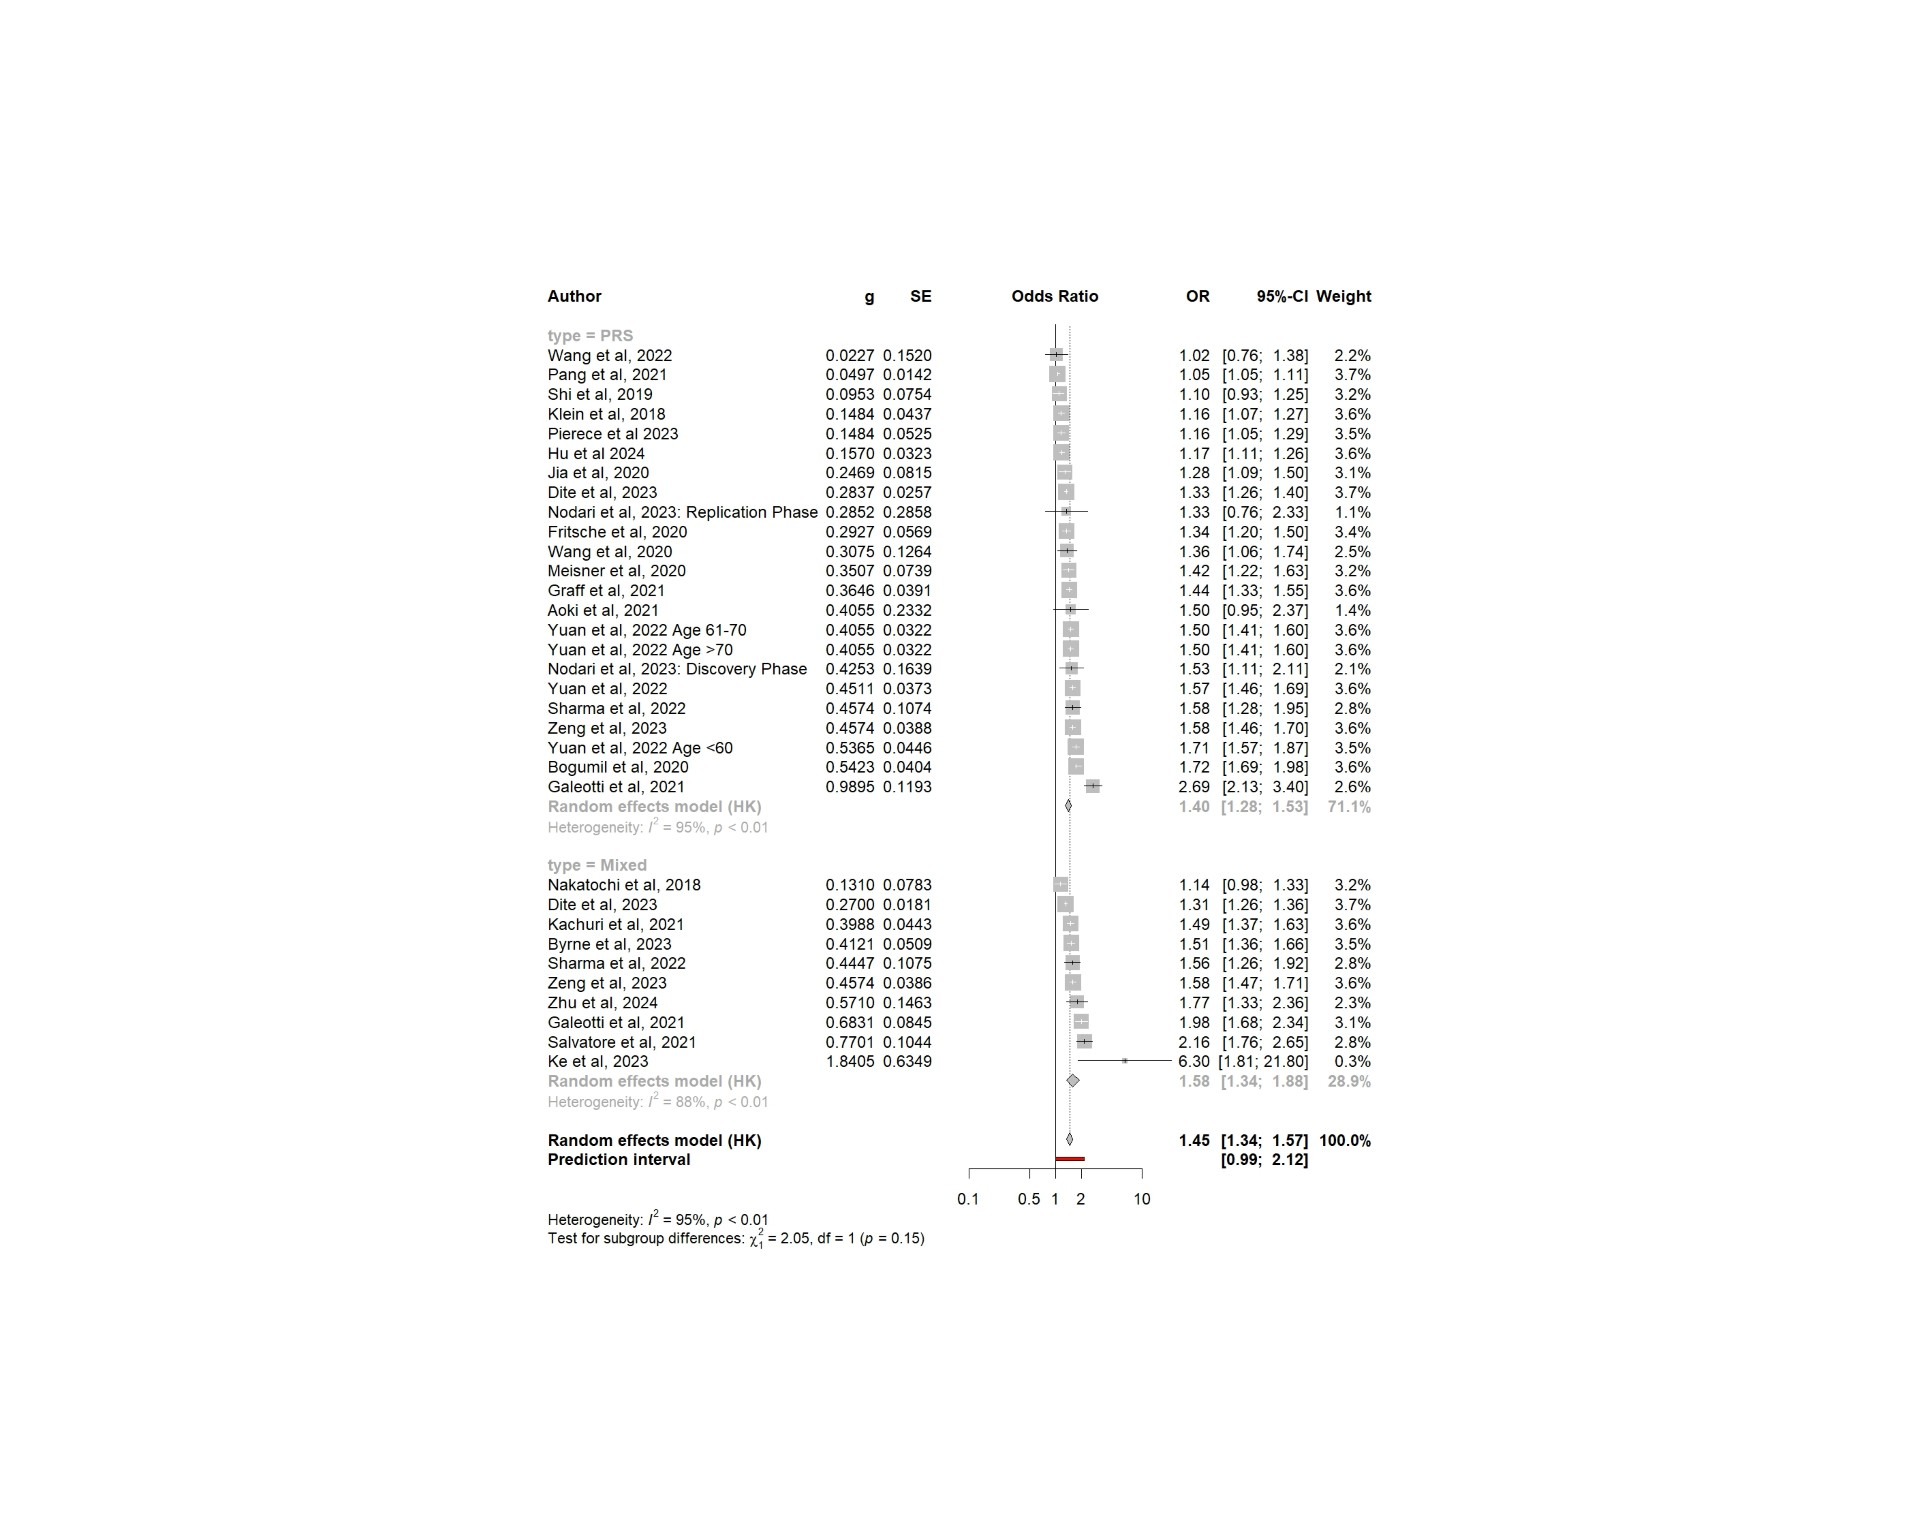 Author g SE Odds Ratio OR 95%-CI Weight
type = PRS
Wang et al, 2022 0.0227 0.1520 1.02 [0.76; 1.38] 2.2%
Pang et al, 2021 0.0497 0.0142 1.05 [1.05; 1.11] 3.7%
Shi et al, 2019 0.0953 0.0754 1.10 [0.93; 1.25] 3.2%
Klein et al, 2018 0.1484 0.0437 1.16 [1.07; 1.27] 3.6%
Pierece et al 2023 0.1484 0.0525 1.16 [1.05; 1.29] 3.5%
Hu et al 2024 0.1570 0.0323 1.17 [1.11; 1.26] 3.6%
Jia et al, 2020 0.2469 0.0815 1.28 [1.09; 1.50] 3.1%
Dite et al, 2023 0.2837 0.0257 1.33 [1.26; 1.40] 3.7%
Nodari et al, 2023: Replication Phase 0.2852 0.2858 1.33 [0.76; 2.33] 1.1%
Fritsche et al, 2020 0.2927 0.0569 1.34 [1.20; 1.50] 3.4%
Wang et al, 2020 0.3075 0.1264 1.36 [1.06; 1.74] 2.5%
Meisner et al, 2020 0.3507 0.0739 1.42 [1.22; 1.63] 3.2%
Graff et al, 2021 0.3646 0.0391 1.44 [1.33; 1.55] 3.6%
Aoki et al, 2021 0.4055 0.2332 1.50 [0.95; 2.37] 1.4%
Yuan et al, 2022 Age 61-70 0.4055 0.0322 1.50 [1.41; 1.60] 3.6%
Yuan et al, 2022 Age >70 0.4055 0.0322 1.50 [1.41; 1.60] 3.6%
Nodari et al, 2023: Discovery Phase 0.4253 0.1639 1.53 [1.11; 2.11] 2.1%
Yuan et al, 2022 0.4511 0.0373 1.57 [1.46; 1.69] 3.6%
Sharma et al, 2022 0.4574 0.1074 1.58 [1.28; 1.95] 2.8%
Zeng et al, 2023 0.4574 0.0388 1.58 [1.46; 1.70] 3.6%
Yuan et al, 2022 Age <60 0.5365 0.0446 1.71 [1.57; 1.87] 3.5%
Bogumil et al, 2020 0.5423 0.0404 1.72 [1.69; 1.98] 3.6%
Galeotti et al, 2021 0.9895 0.1193 2.69 [2.13; 3.40] 2.6%
Random effects model (HK) 1.40 [1.28; 1.53] 71.1%
Heterogeneity: I² = 95%, p < 0.01
type = Mixed
Nakatochi et al, 2018 0.1310 0.0783 1.14 [0.98; 1.33] 3.2%
Dite et al, 2023 0.2700 0.0181 1.31 [1.26; 1.36] 3.7%
Kachuri et al, 2021 0.3988 0.0443 1.49 [1.37; 1.63] 3.6%
Byrne et al, 2023 0.4121 0.0509 1.51 [1.36; 1.66] 3.5%
Sharma et al, 2022 0.4447 0.1075 1.56 [1.26; 1.92] 2.8%
Zeng et al, 2023 0.4574 0.0386 1.58 [1.47; 1.71] 3.6%
Zhu et al, 2024 0.5710 0.1463 1.77 [1.33; 2.36] 2.3%
Galeotti et al, 2021 0.6831 0.0845 1.98 [1.68; 2.34] 3.1%
Salvatore et al, 2021 0.7701 0.1044 2.16 [1.76; 2.65] 2.8%
Ke et al, 2023 1.8405 0.6349 6.30 [1.81; 21.80] 0.3%
Random effects model (HK) 1.58 [1.34; 1.88] 28.9%
Heterogeneity: I² = 88%, p < 0.01
Random effects model (HK) 1.45 [1.34; 1.57] 100.0%
Prediction interval [0.99; 2.12]
0.1 0.5 1 2 10
Heterogeneity: I² = 95%, p < 0.01
Test for subgroup differences: χ²₁ = 2.05, df = 1 (p = 0.15)